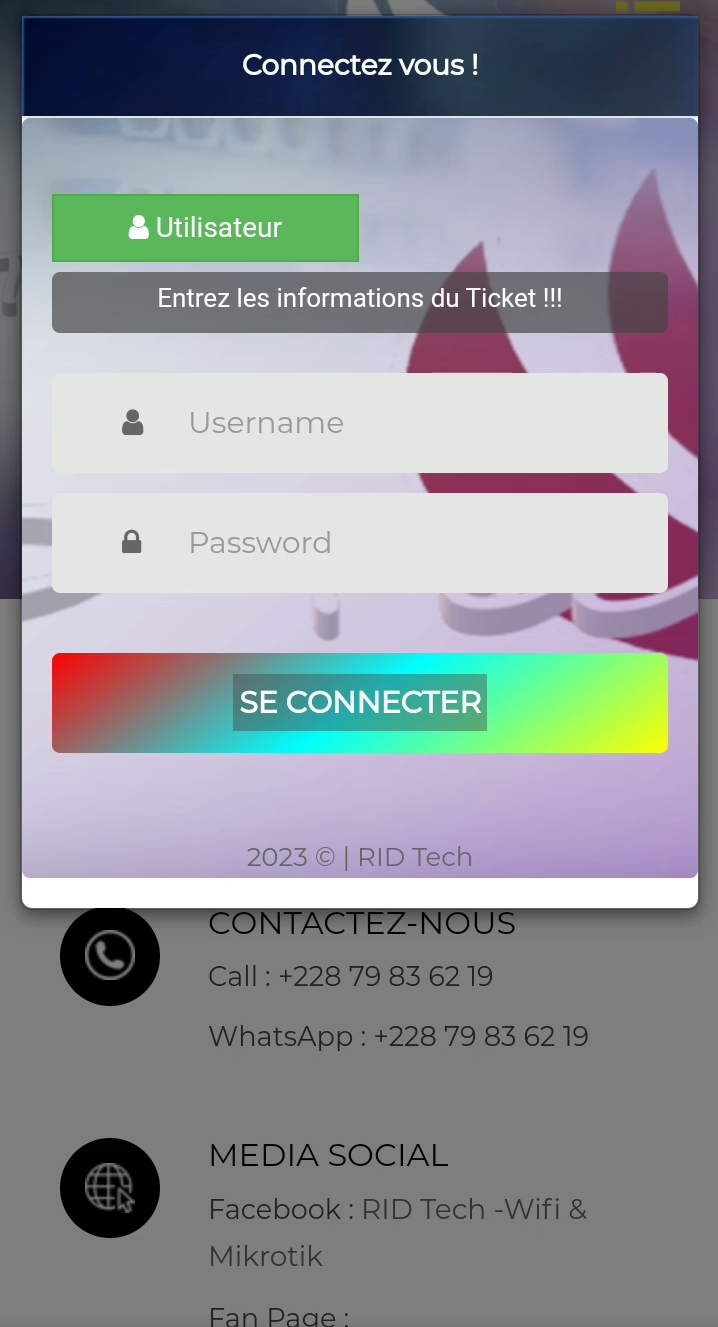 Connectez vous !
Utilisateur
Entrez les informations du Ticket !!!
Username
Password
SE CONNECTER
2023 © | RID Tech
CONTACTEZ-NOUS
Call : +228 79 83 62 19
WhatsApp : +228 79 83 62 19
MEDIA SOCIAL
Facebook : RID Tech -Wifi &
Mikrotik
Fan Page :